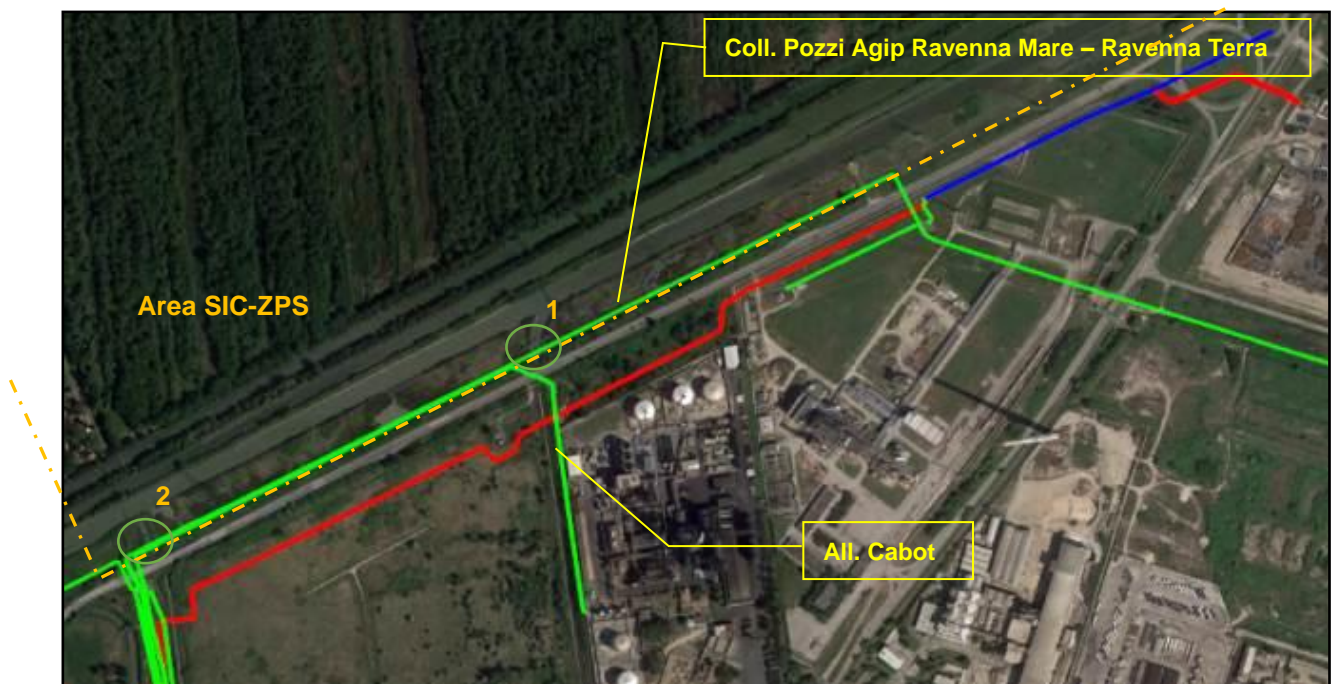 Coll. Pozzi Agip Ravenna Mare – Ravenna Terra
Area SIC-ZPS
1
2
All. Cabot